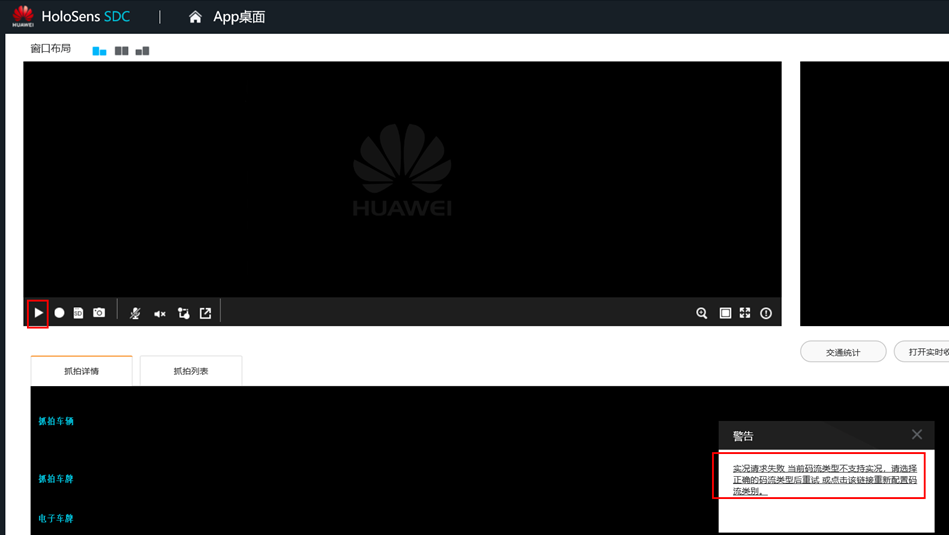 HUAWEI
HoloSens SDC
App桌面
窗口布局
HUAWEI
SD
交通统计
打开实时收
抓拍详情
抓拍列表
抓拍车辆
抓拍车牌
电子车牌
警告
实况请求失败 当前码流类型不支持实况，请选择
正确的码流类型后重试 或点击该链接重新配置码
流类别。